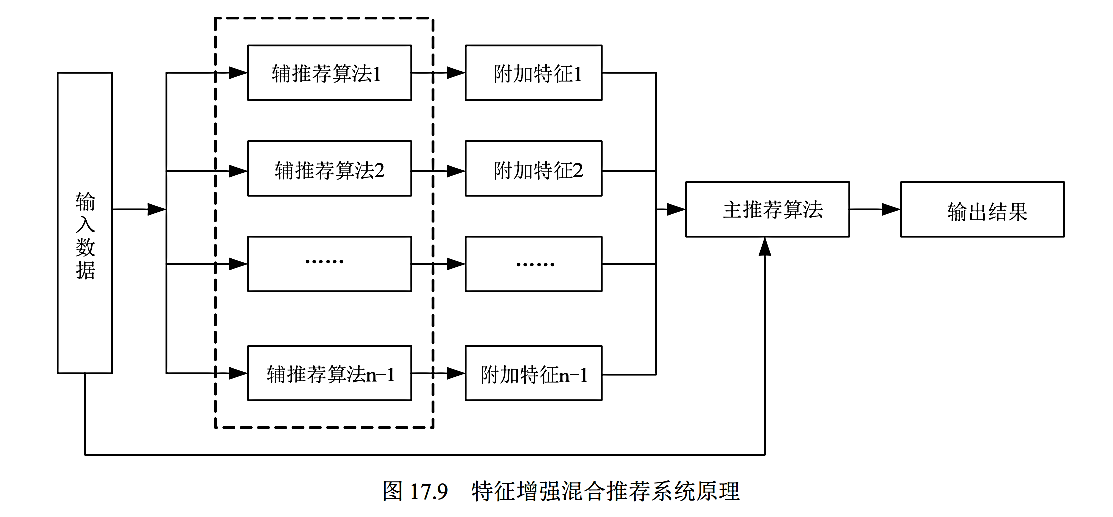 输入数据
辅推荐算法1
附加特征1
辅推荐算法2
附加特征2
主推荐算法
输出结果
……
……
辅推荐算法n-1
附加特征n-1
图 17.9 特征增强混合推荐系统原理